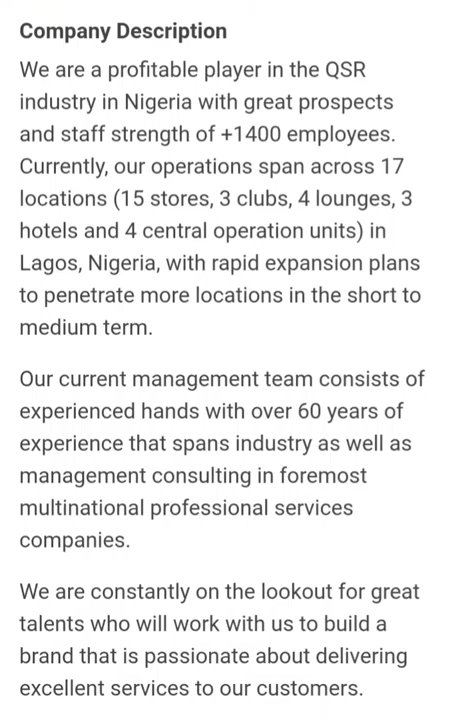 Company Description
We are a profitable player in the QSR
industry in Nigeria with great prospects
and staff strength of +1400 employees.
Currently, our operations span across 17
locations (15 stores, 3 clubs, 4 lounges, 3
hotels and 4 central operation units) in
Lagos, Nigeria, with rapid expansion plans
to penetrate more locations in the short to
medium term.
Our current management team consists of
experienced hands with over 60 years of
experience that spans industry as well as
management consulting in foremost
multinational professional services
companies.
We are constantly on the lookout for great
talents who will work with us to build a
brand that is passionate about delivering
excellent services to our customers.